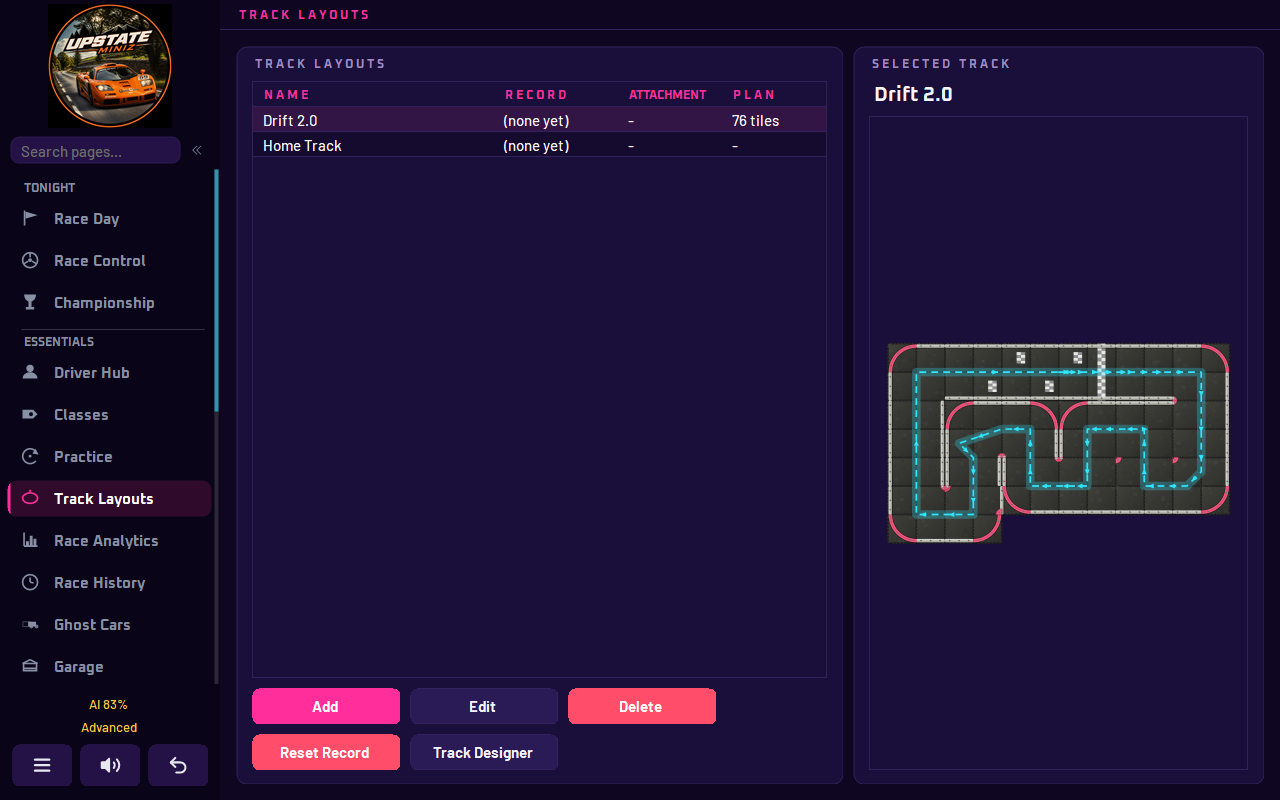 UPSTATE
MINIZ
Search pages...
TONIGHT
Race Day
Race Control
Championship
ESSENTIALS
Driver Hub
Classes
Practice
Track Layouts
Race Analytics
Race History
Ghost Cars
Garage
AI 83%
Advanced
TRACK LAYOUTS
TRACK LAYOUTS
NAME RECORD ATTACHMENT PLAN
Drift 2.0 (none yet) - 76 tiles
Home Track (none yet) - -
Add Edit Delete
Reset Record Track Designer
SELECTED TRACK
Drift 2.0